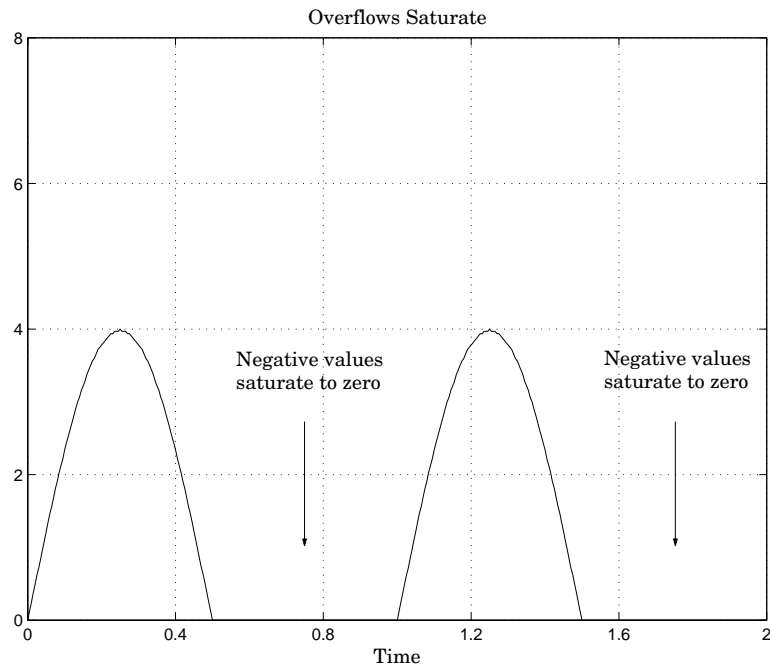 Overflows Saturate
8
6
4
Negative values
saturate to zero
Negative values
saturate to zero
2
0
0
0.4
0.8
1.2
1.6
2
Time